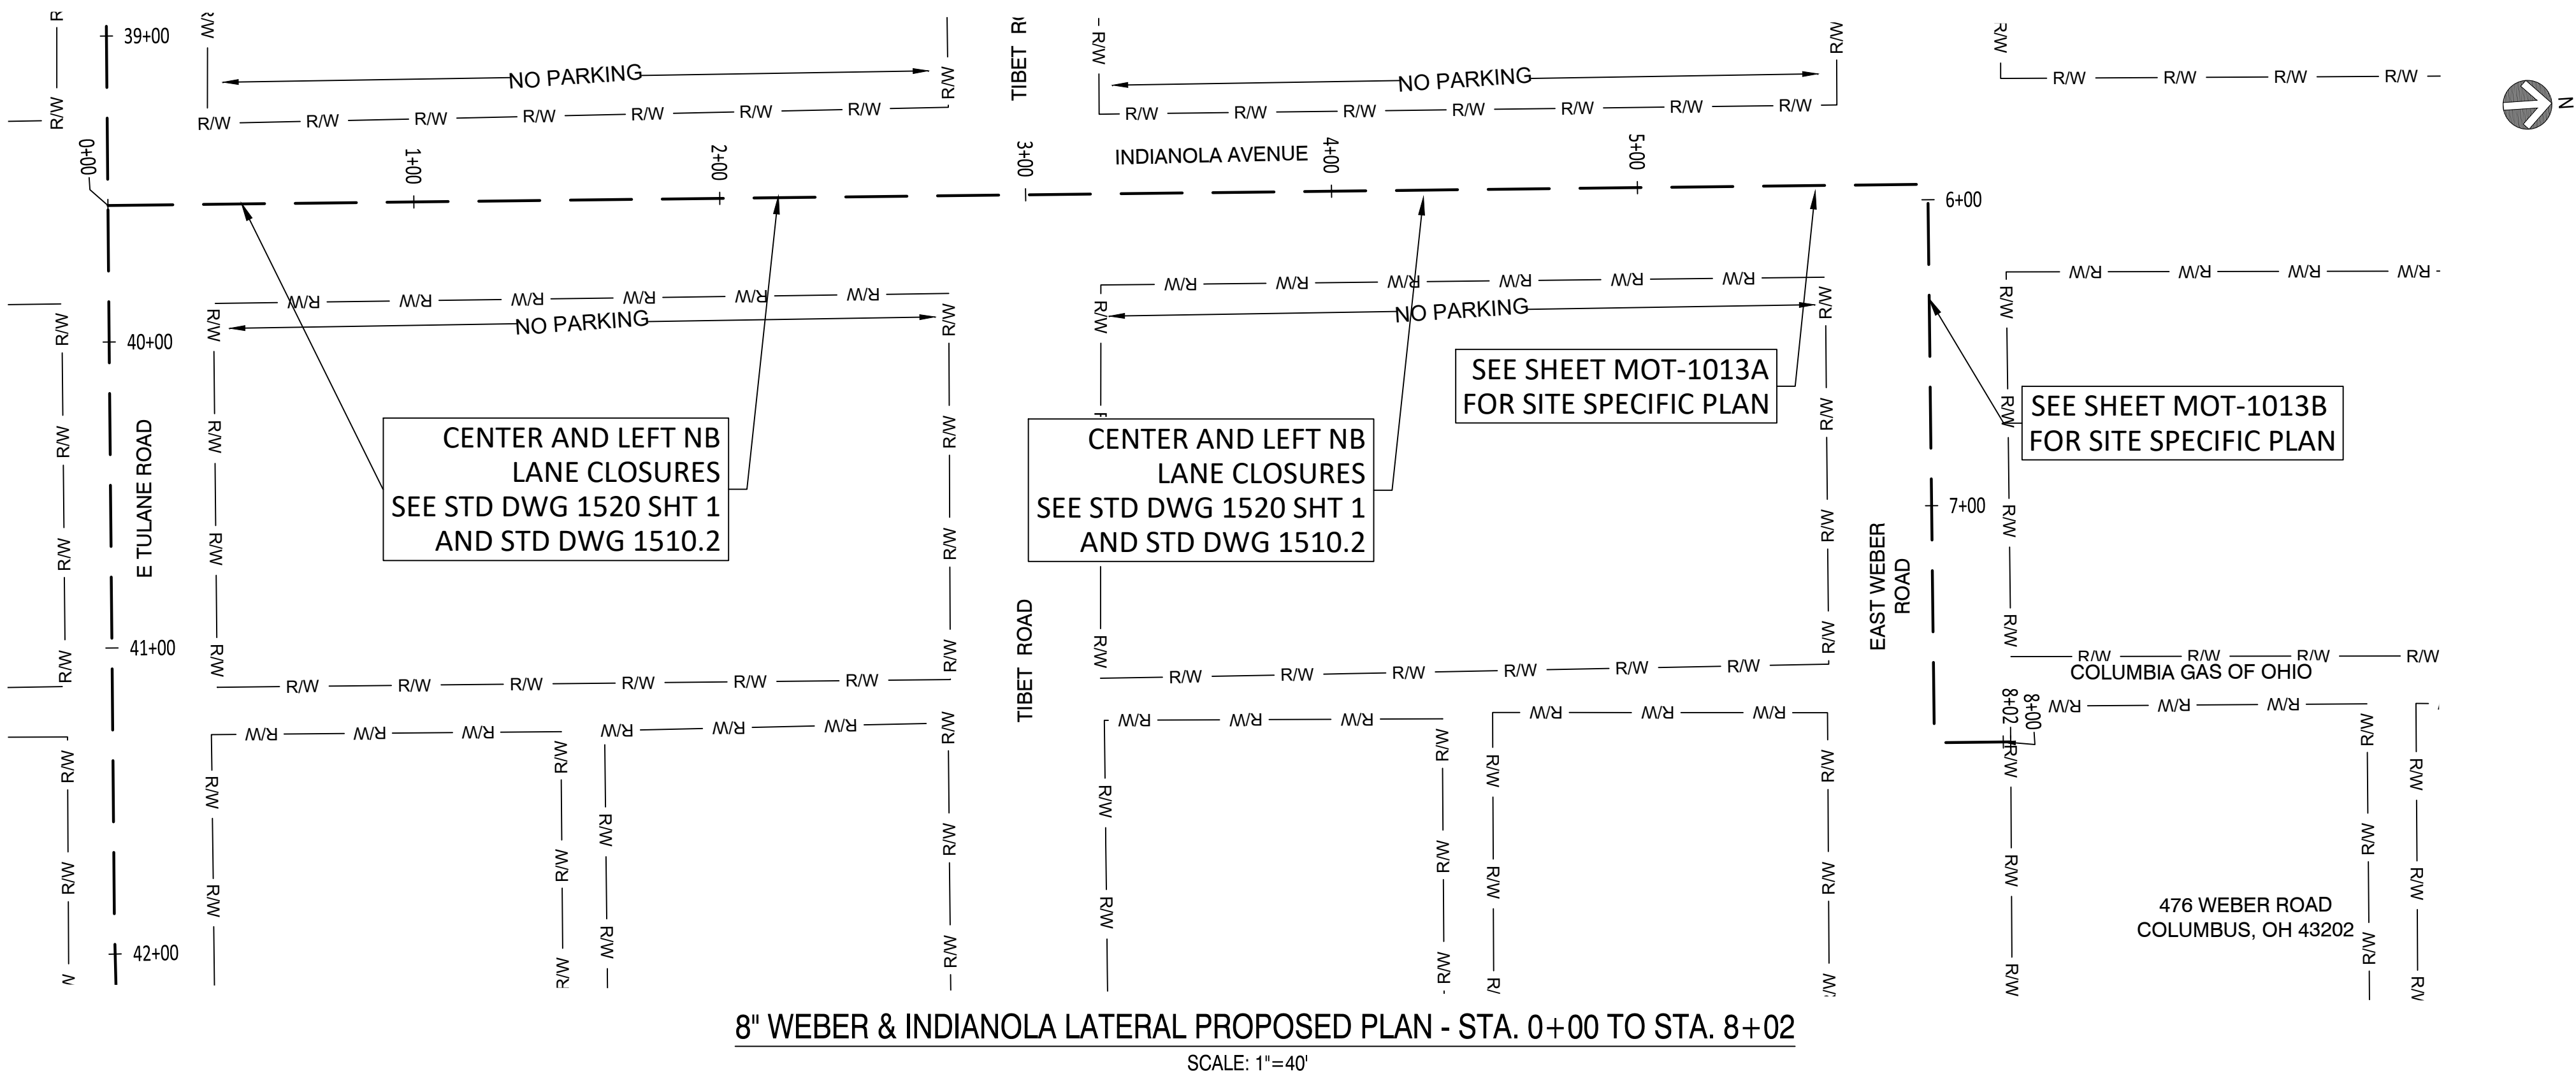 39+00
NO PARKING
TIBET
NO PARKING
N
0+00
1+00
2+00
3+00
INDIANOLA AVENUE
4+00
5+00
6+00
NO PARKING
NO PARKING
40+00
E TULANE ROAD
CENTER AND LEFT NB
LANE CLOSURES
SEE STD DWG 1520 SHT 1
AND STD DWG 1510.2
CENTER AND LEFT NB
LANE CLOSURES
SEE STD DWG 1520 SHT 1
AND STD DWG 1510.2
SEE SHEET MOT-1013A
FOR SITE SPECIFIC PLAN
SEE SHEET MOT-1013B
FOR SITE SPECIFIC PLAN
7+00
EAST WEBER
ROAD
41+00
TIBET ROAD
R/W R/W R/W R/W R/W R/W
R/W R/W R/W R/W R/W R/W
R/W R/W R/W R/W
COLUMBIA GAS OF OHIO
8+02
8+00
42+00
476 WEBER ROAD
COLUMBUS, OH 43202
8" WEBER & INDIANOLA LATERAL PROPOSED PLAN - STA. 0+00 TO STA. 8+02
SCALE: 1"=40'